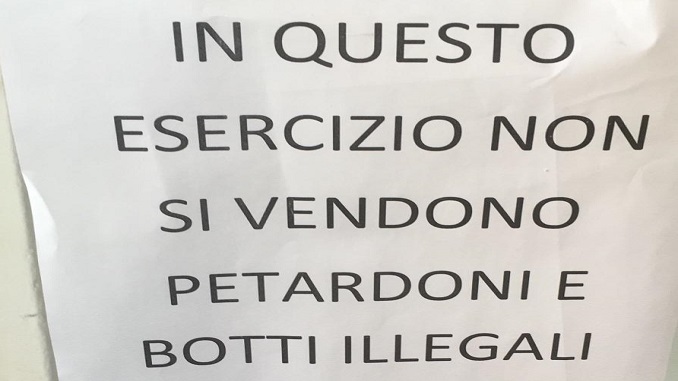 IN QUESTO
ESERCIZIO NON
SI VENDONO
PETARDONI E
BOTTI ILLEGALI